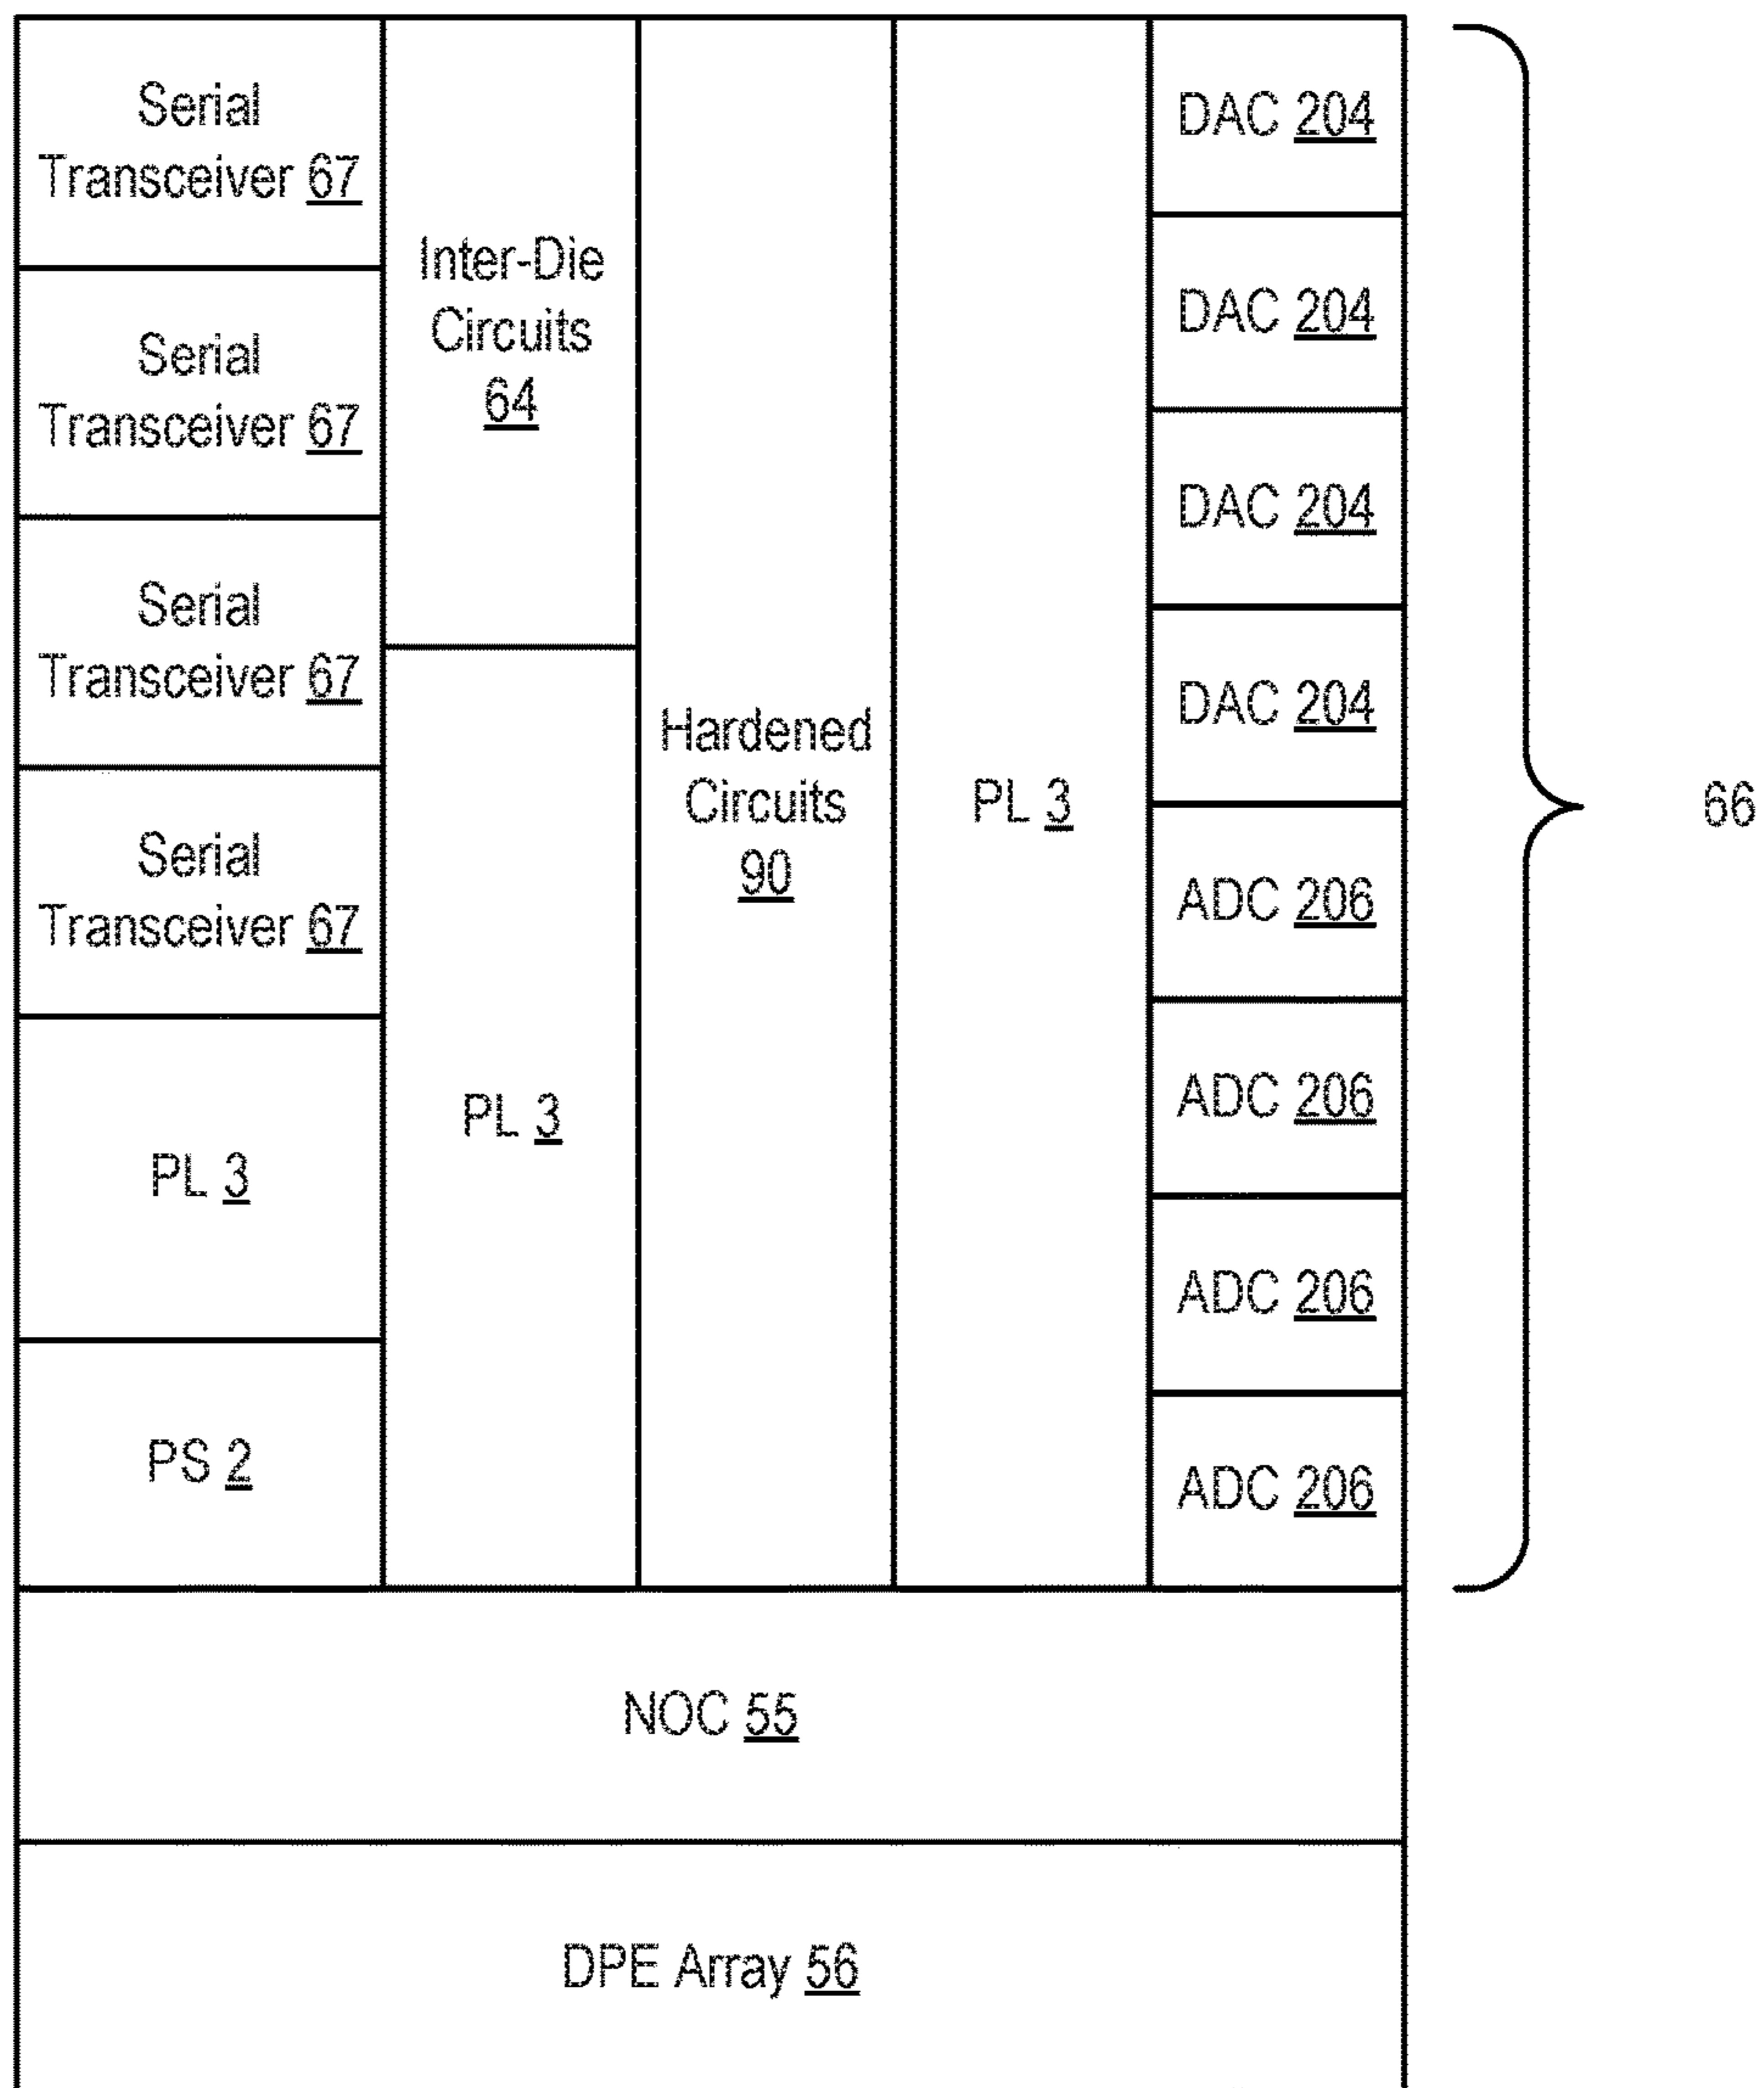 Serial
Transceiver 67
Serial
Transceiver 67
Serial
Transceiver 67
Serial
Transceiver 67
PL 3
PS 2
Inter-Die
Circuits
64
PL 3
Hardened
Circuits
90
PL 3
DAC 204
DAC 204
DAC 204
DAC 204
ADC 206
ADC 206
ADC 206
ADC 206
66
NOC 55
DPE Array 56